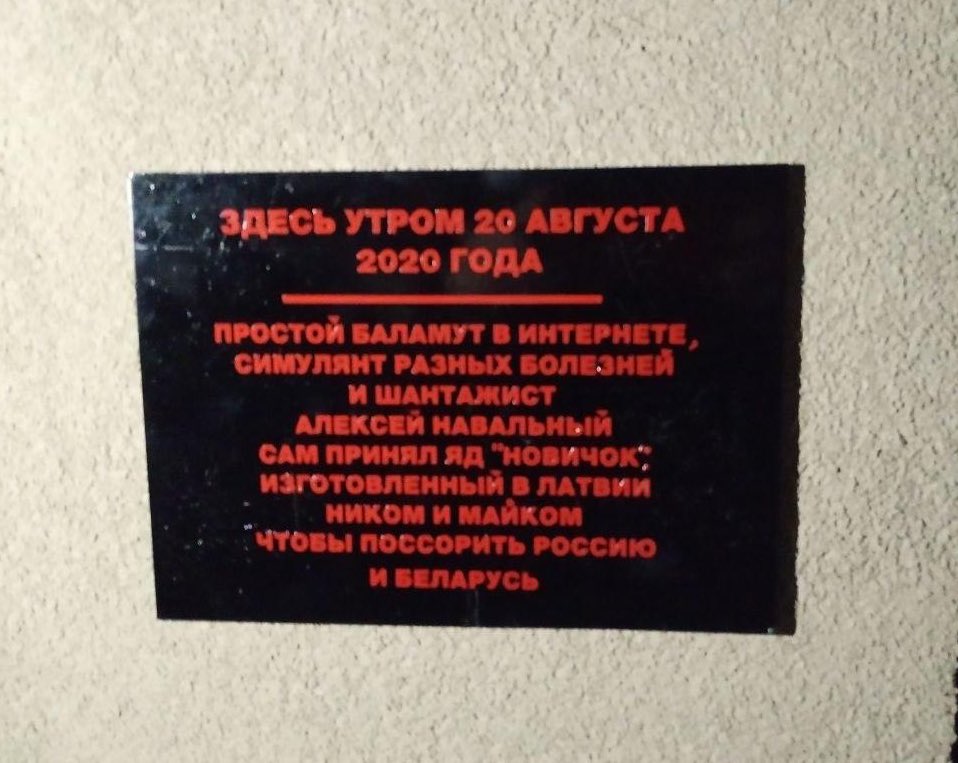 ЗДЕСЬ УТРОМ 20 АВГУСТА
2020 ГОДА
ПРОСТОЙ БАЛАМУТ В ИНТЕРНЕТЕ,
СИМУЛЯНТ РАЗНЫХ БОЛЕЗНЕЙ
И ШАНТАЖИСТ
АЛЕКСЕЙ НАВАЛЬНЫЙ
САМ ПРИНЯЛ ЯД "НОВИЧОК",
ИЗГОТОВЛЕННЫЙ В ЛАТВИИ
НИКОМ И МАЙКОМ
ЧТОБЫ ПОССОРИТЬ РОССИЮ
И БЕЛАРУСЬ